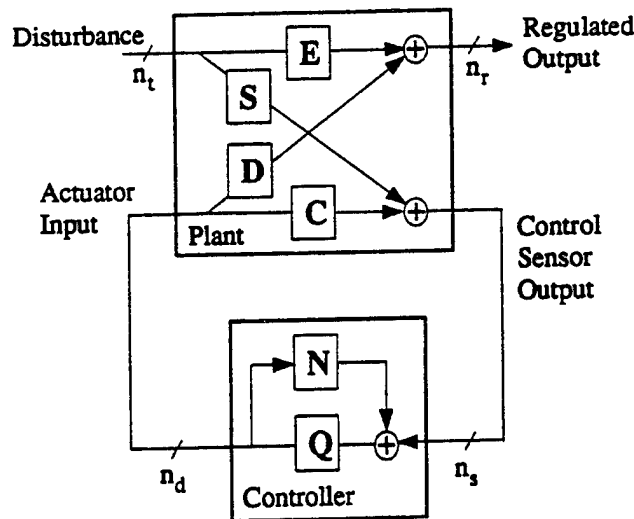 Disturbance
n_t
E
n_r
Regulated
Output
S
D
Actuator
Input
C
Plant
Control
Sensor
Output
N
Q
n_d
n_s
Controller